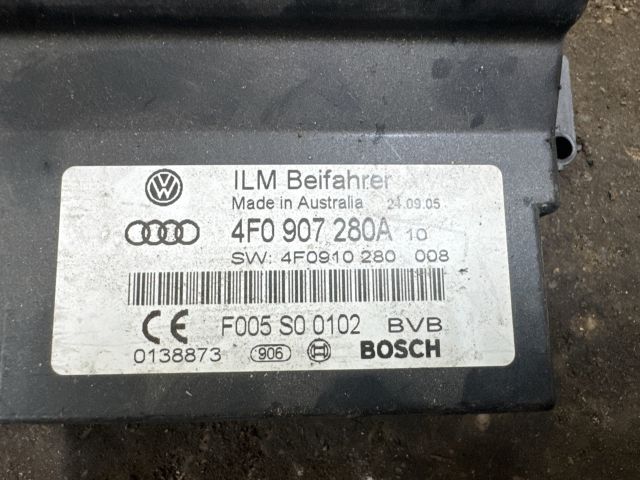 ILM Beifahrer
Made in Australia 24.09.05
4F0 907 280A 10
SW: 4F0910 280 008
CE F005 S0 0102 BVB
0138873 906 BOSCH